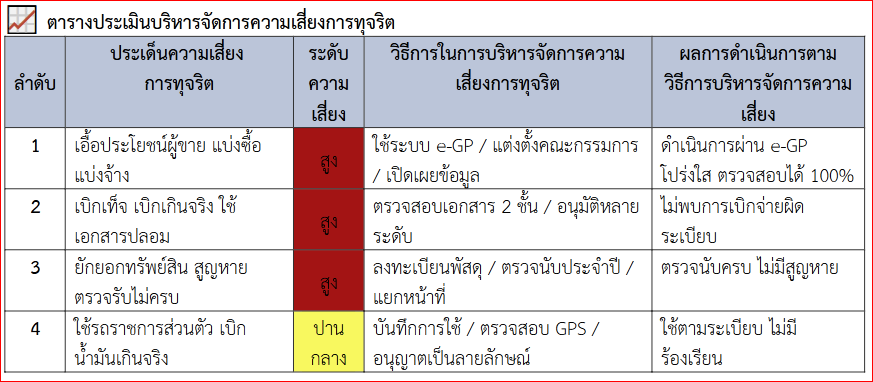 ตารางประเมินบริหารจัดการความเสี่ยงการทุจริต
ลำดับ
ประเด็นความเสี่ยง
การทุจริต
ระดับ
ความ
เสี่ยง
วิธีการในการบริหารจัดการความ
เสี่ยงการทุจริต
ผลการดำเนินการตาม
วิธีการบริหารจัดการความ
เสี่ยง
1
เอื้อประโยชน์ผู้ขาย แบ่งซื้อ
แบ่งจ้าง
สูง
ใช้ระบบ e-GP / แต่งตั้งคณะกรรมการ
/ เปิดเผยข้อมูล
ดำเนินการผ่าน e-GP
โปร่งใส ตรวจสอบได้ 100%
2
เบิกเท็จ เบิกเกินจริง ใช้
เอกสารปลอม
สูง
ตรวจสอบเอกสาร 2 ชั้น / อนุมัติหลาย
ระดับ
ไม่พบการเบิกจ่ายผิด
ระเบียบ
3
ยักยอกทรัพย์สิน สูญหาย
ตรวจรับไม่ครบ
สูง
ลงทะเบียนพัสดุ / ตรวจนับประจำปี /
แยกหน้าที่
ตรวจนับครบ ไม่มีสูญหาย
4
ใช้รถราชการส่วนตัว เบิก
น้ำมันเกินจริง
ปาน
กลาง
บันทึกการใช้ / ตรวจสอบ GPS /
อนุญาตเป็นลายลักษณ์
ใช้ตามระเบียบ ไม่มี
ร้องเรียน